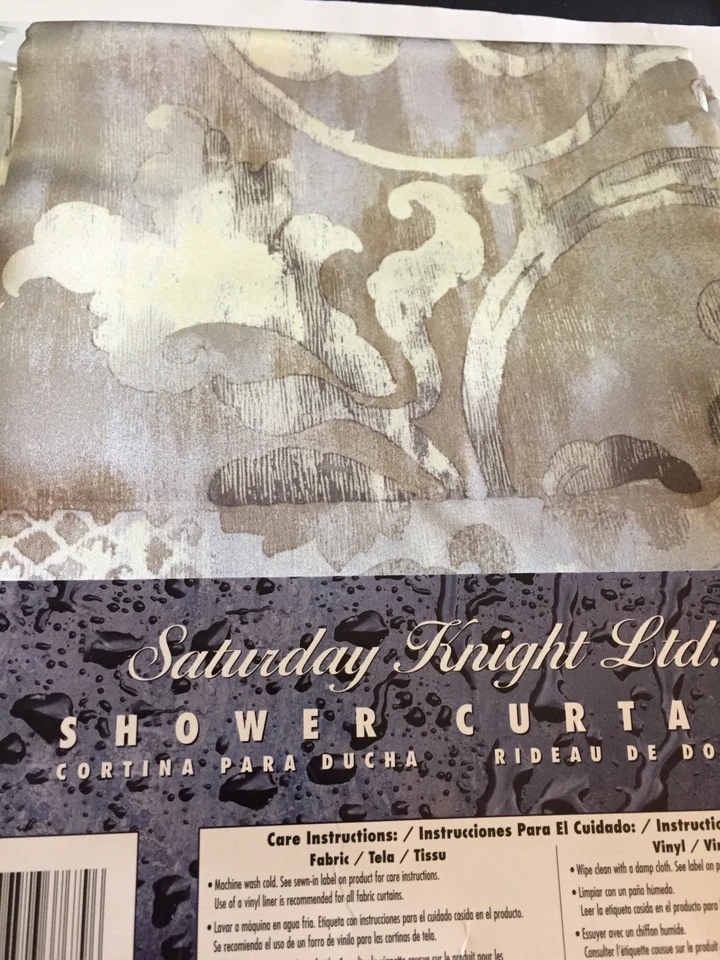 Saturday Knight Ltd.
SHOWER CURTA
CORTINA PARA DUCHA RIDEAU DE DO
Care Instructions: / Instrucciones Para El Cuidado: / Instructio
Fabric / Tela / Tissu
• Machine wash cold. See sewn-in label on product for care instructions.
Use of a vinyl liner is recommended for all fabric curtains.
• Lavar a máquina en agua fria. Etiqueta con instrucciones para el cuidado cosida en el producto.
Se recomienda el uso de un forro de vinilo para las cortinas de tela.
Vinyl / Vin
• Wipe clean with a damp cloth. See label on p
• Limpiar con un paño húmedo.
Leer la etiqueta cosida en el producto para
• Essuyer avec un chiffon humide.
Consulter l'étiquette cousue sur le produit